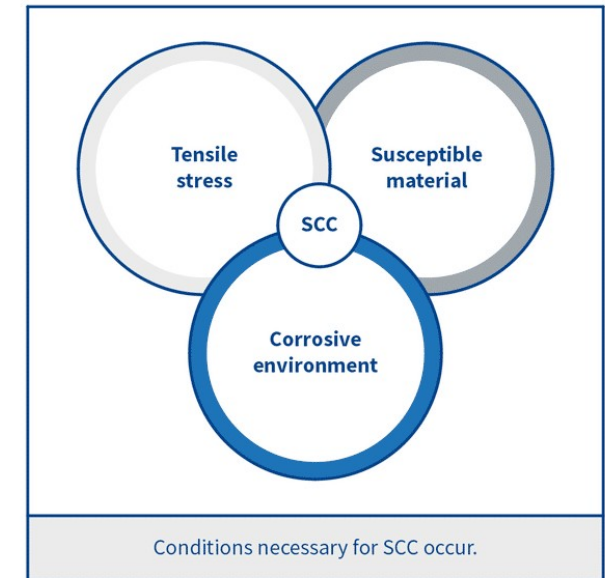 Tensile
stress
Susceptible
material
SCC
Corrosive
environment
Conditions necessary for SCC occur.